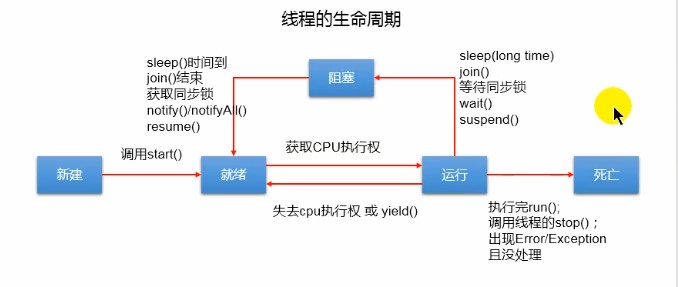 线程的生命周期
sleep()时间到
join()结束
获取同步锁
notify()/notifyAll()
resume()
阻塞
sleep(long time)
join()
等待同步锁
wait()
suspend()
新建
调用start()
就绪
获取CPU执行权
失去cpu执行权 或 yield()
运行
死亡
执行完run();
调用线程的stop()；
出现Error/Exception
且没处理